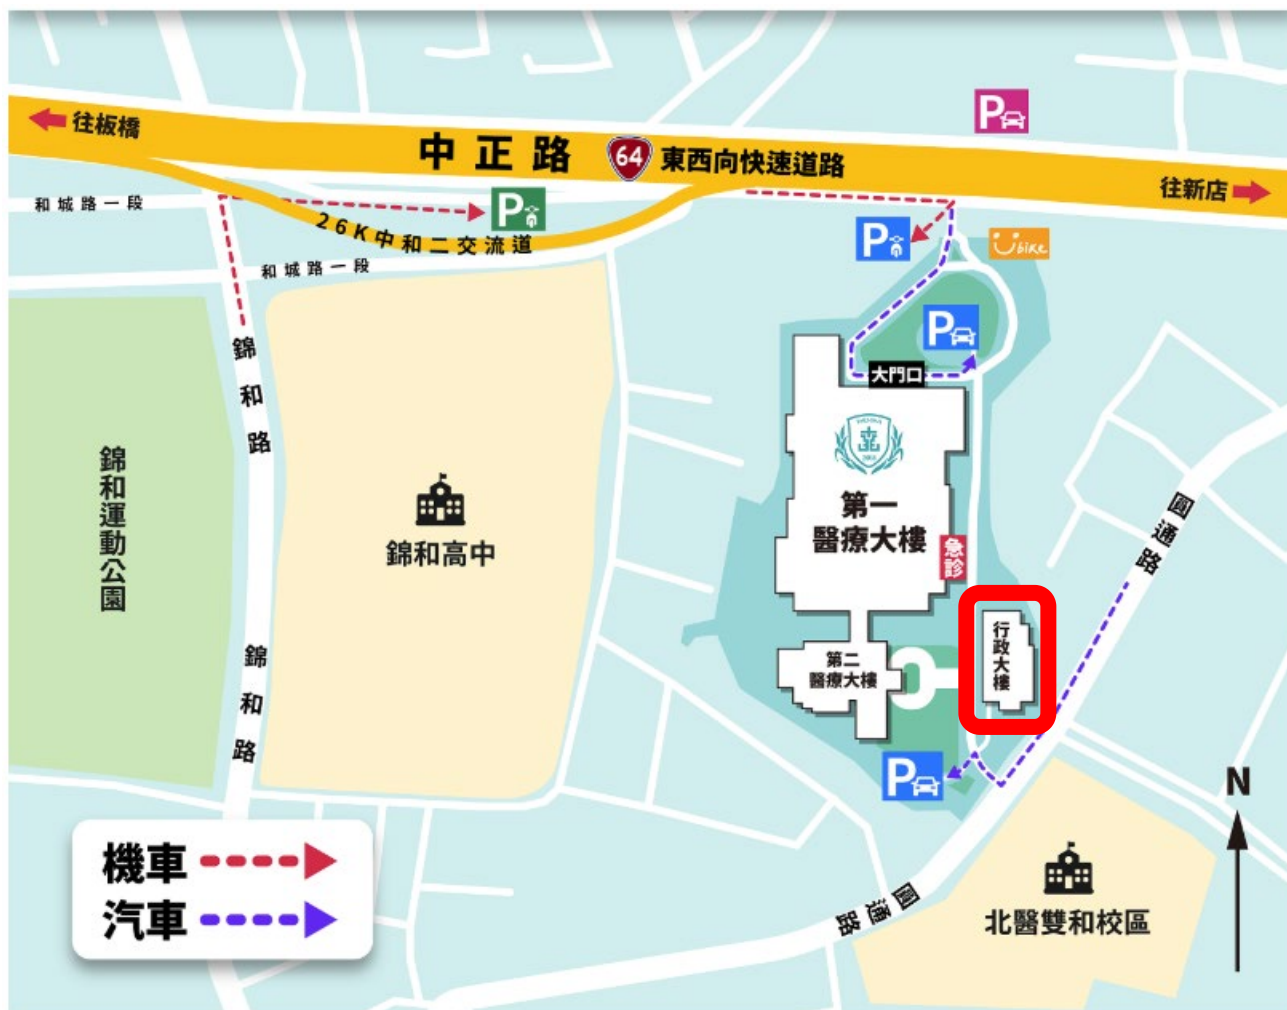 P
往板橋
中正路
64
東西向快速道路
往新店
和城路一段
P
26K中和二交流道
P
Ubike
和城路一段
P
錦和路
大門口
第一
醫療大樓
急診
圓通路
錦和運動公園
錦和高中
行政大樓
第二
醫療大樓
錦和路
P
N
機車
汽車
圓通路
北醫雙和校區